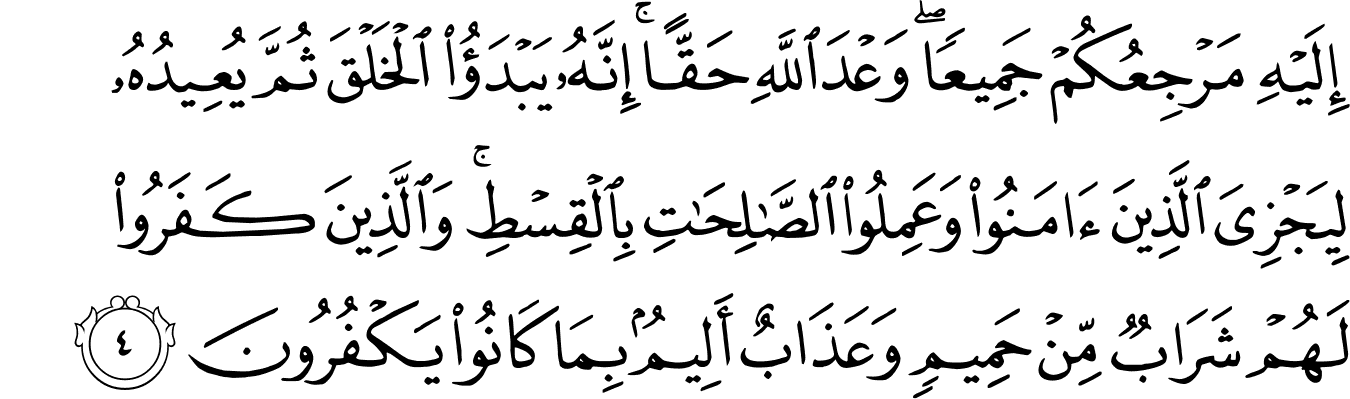 إِلَيْهِ مَرْجِعُكُمْ جَمِيعًا ۖ وَعْدَ ٱللَّهِ حَقًّا ۚ إِنَّهُۥ يَبْدَؤُا۟ ٱلْخَلْقَ ثُمَّ يُعِيدُهُۥ
لِيَجْزِىَ ٱلَّذِينَ ءَامَنُوا۟ وَعَمِلُوا۟ ٱلصَّـٰلِحَـٰتِ بِٱلْقِسْطِ ۚ وَٱلَّذِينَ كَفَرُوا۟
لَهُمْ شَرَابٌ مِّنْ حَمِيمٍ وَعَذَابٌ أَلِيمٌۢ بِمَا كَانُوا۟ يَكْفُرُونَ ٤